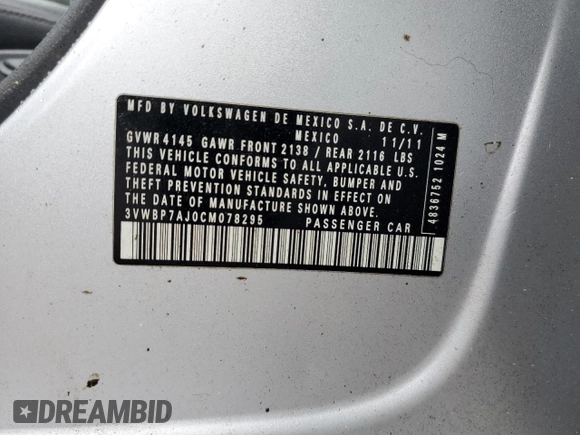 MFD BY VOLKSWAGEN DE MEXICO S.A. DE C.V.
MEXICO 11/11
GVWR 4145 GAWR FRONT 2138 / REAR 2116 LBS
THIS VEHICLE CONFORMS TO ALL APPLICABLE U.S.
FEDERAL MOTOR VEHICLE SAFETY, BUMPER AND
THEFT PREVENTION STANDARDS IN EFFECT ON
THE DATE OF MANUFACTURE SHOWN ABOVE.
3VWBP7AJ0CM078295 PASSENGER CAR
4836752 1024 M
DREAMBID